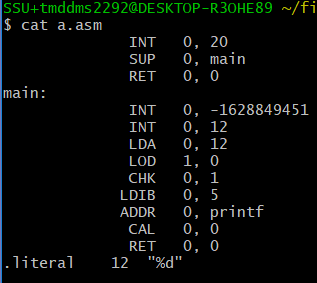 SSU+tmddms2292@DESKTOP-R3OHE89 ~/fi
$ cat a.asm
INT 0, 20
SUP 0, main
RET 0, 0
main:
INT 0, -1628849451
INT 0, 12
LDA 0, 12
LOD 1, 0
CHK 0, 1
LDIB 0, 5
ADDR 0, printf
CAL 0, 0
RET 0, 0
.literal 12 "%d"